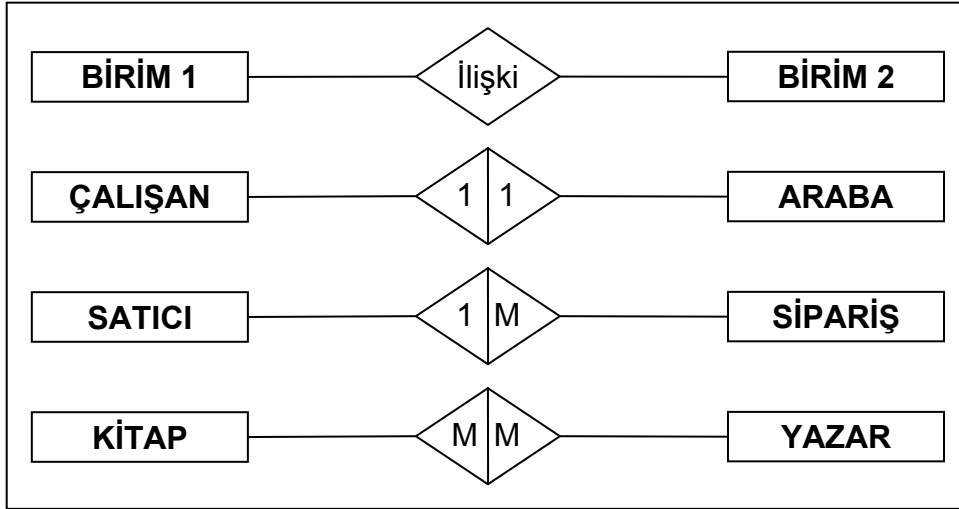 BİRİM 1 İlişki BİRİM 2
ÇALIŞAN 1 1 ARABA
SATICI 1 M SİPARİŞ
KİTAP M M YAZAR